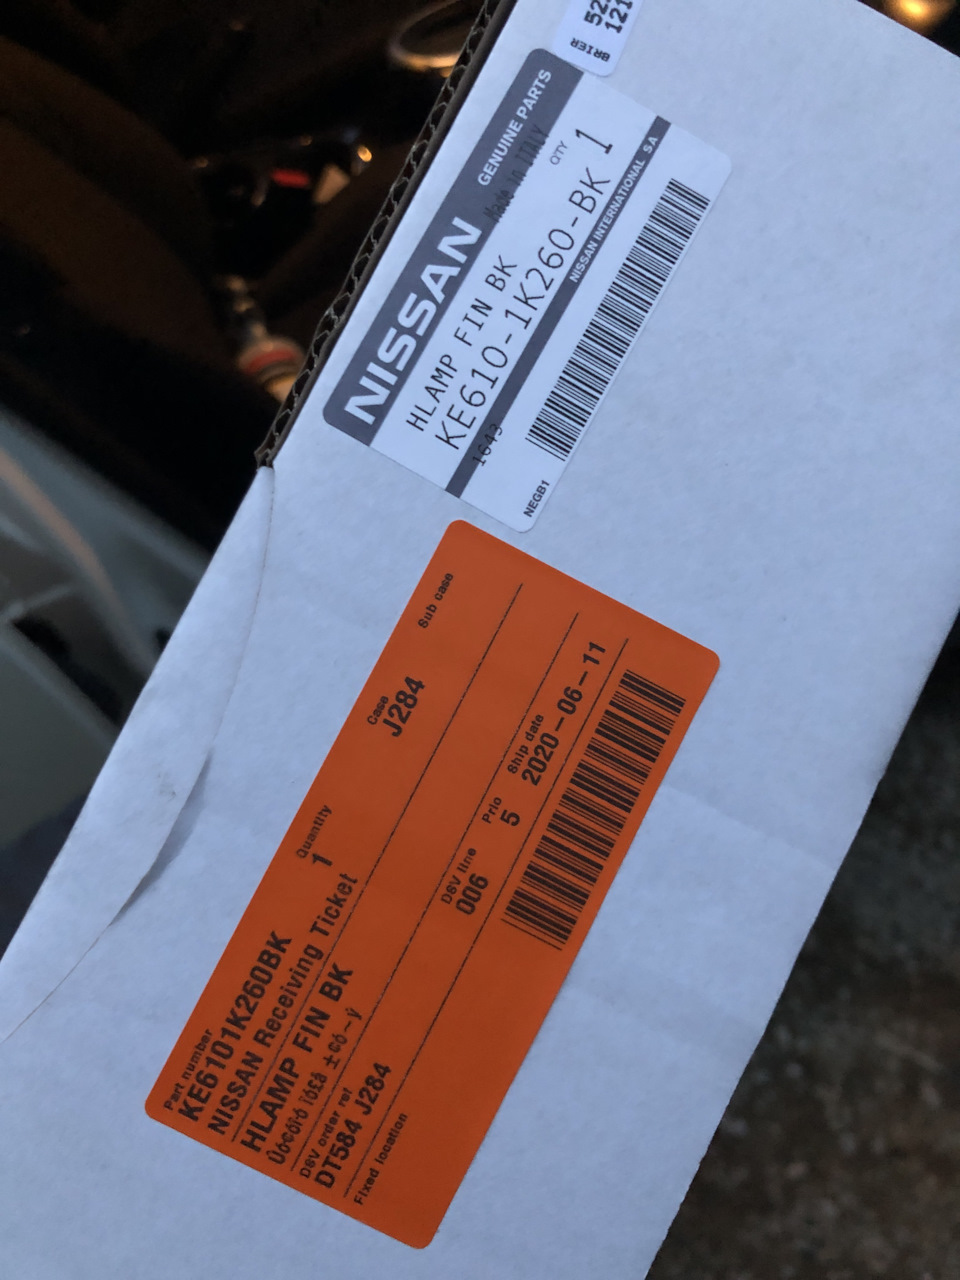 BRIER
NISSAN GENUINE PARTS
Made in ITALY
HLAMP FIN BK
QTY
KE610-1K260-BK 1
1643
NISSAN INTERNATIONAL SA
NEGB1
Part number
KE6101K260BK
Quantity
1
Case
J284
Sub case
NISSAN Receiving Ticket
HLAMP FIN BK
DSV order ref
DT584 J284
DSV line
006
Prio
5
Ship date
2020-06-11
Fixed location